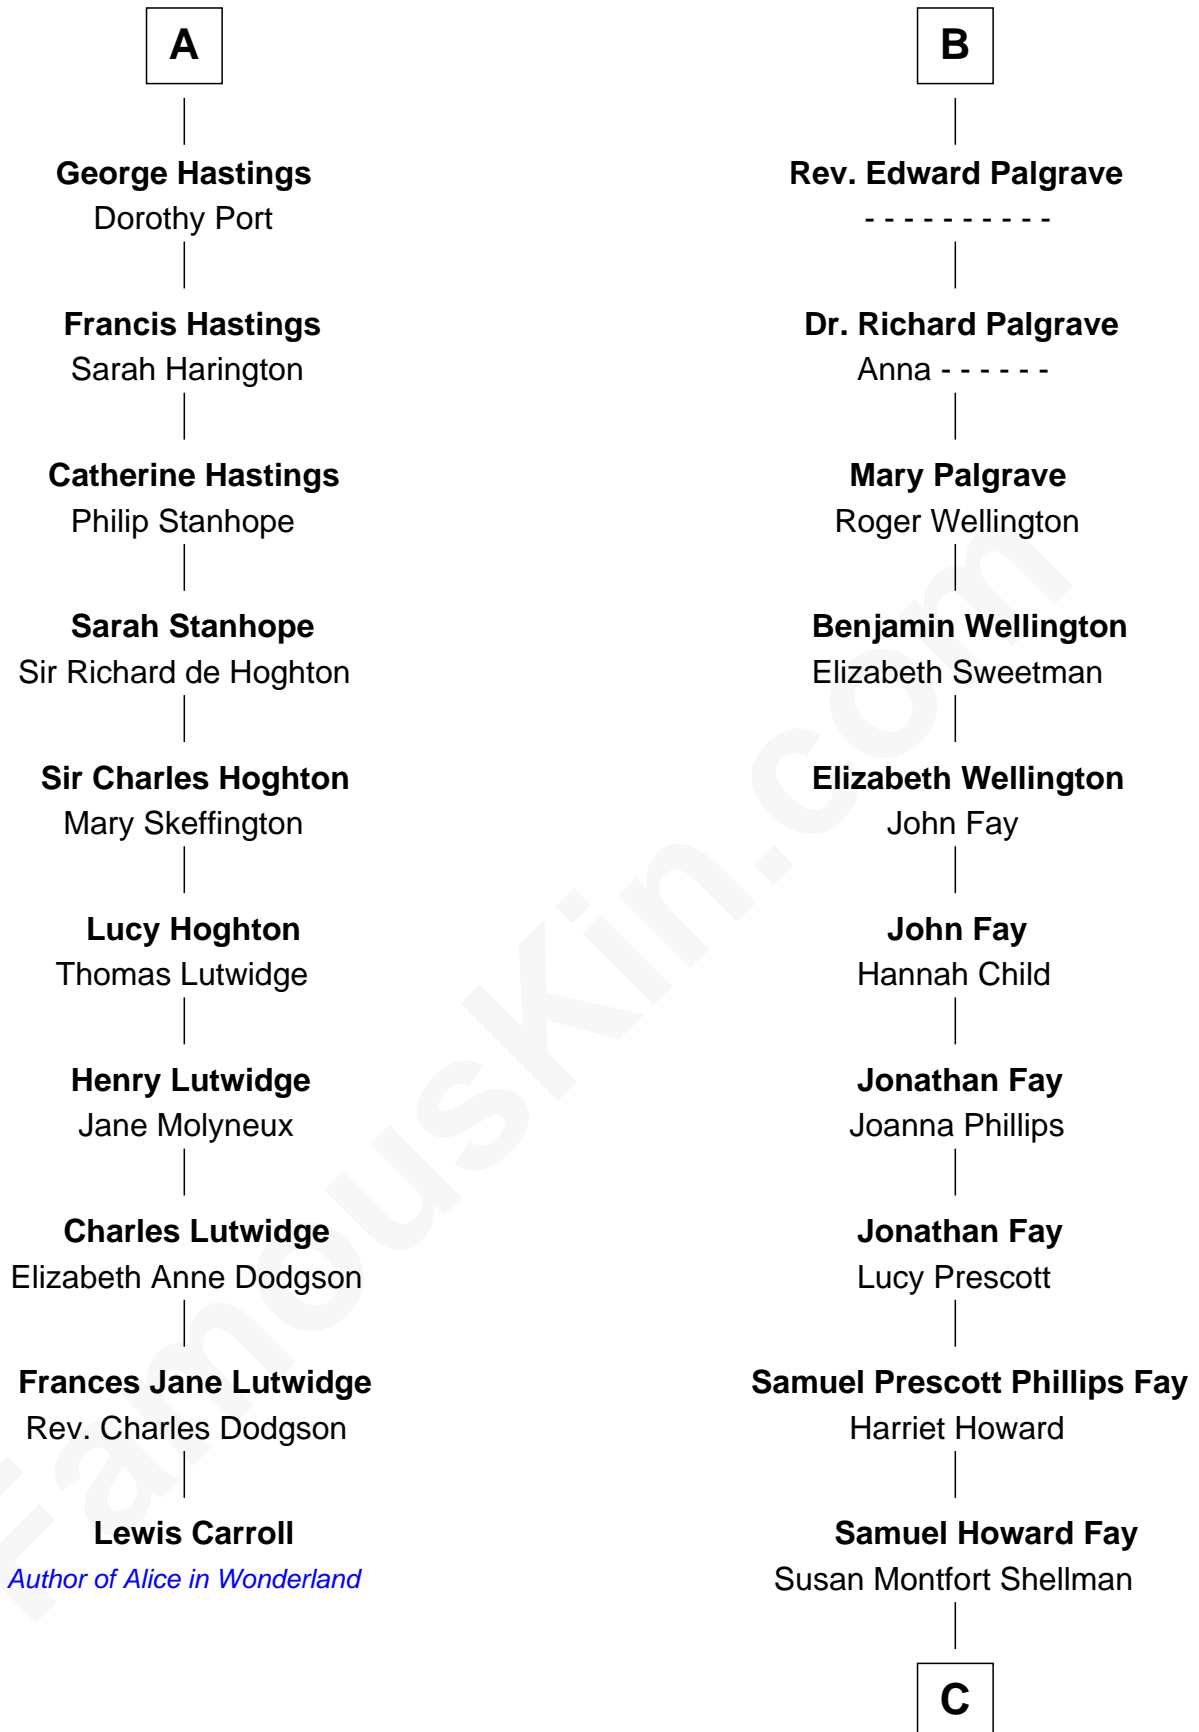 A
George Hastings
Dorothy Port
Francis Hastings
Sarah Harington
Catherine Hastings
Philip Stanhope
Sarah Stanhope
Sir Richard de Hoghton
Sir Charles Hoghton
Mary Skeffington
Lucy Hoghton
Thomas Lutwidge
Henry Lutwidge
Jane Molyneux
Charles Lutwidge
Elizabeth Anne Dodgson
Frances Jane Lutwidge
Rev. Charles Dodgson
Lewis Carroll
Author of Alice in Wonderland
B
Rev. Edward Palgrave
- - - - - - - - - -
Dr. Richard Palgrave
Anna - - - - - -
Mary Palgrave
Roger Wellington
Benjamin Wellington
Elizabeth Sweetman
Elizabeth Wellington
John Fay
John Fay
Hannah Child
Jonathan Fay
Joanna Phillips
Jonathan Fay
Lucy Prescott
Samuel Prescott Phillips Fay
Harriet Howard
Samuel Howard Fay
Susan Montfort Shellman
C
FamousKin.com